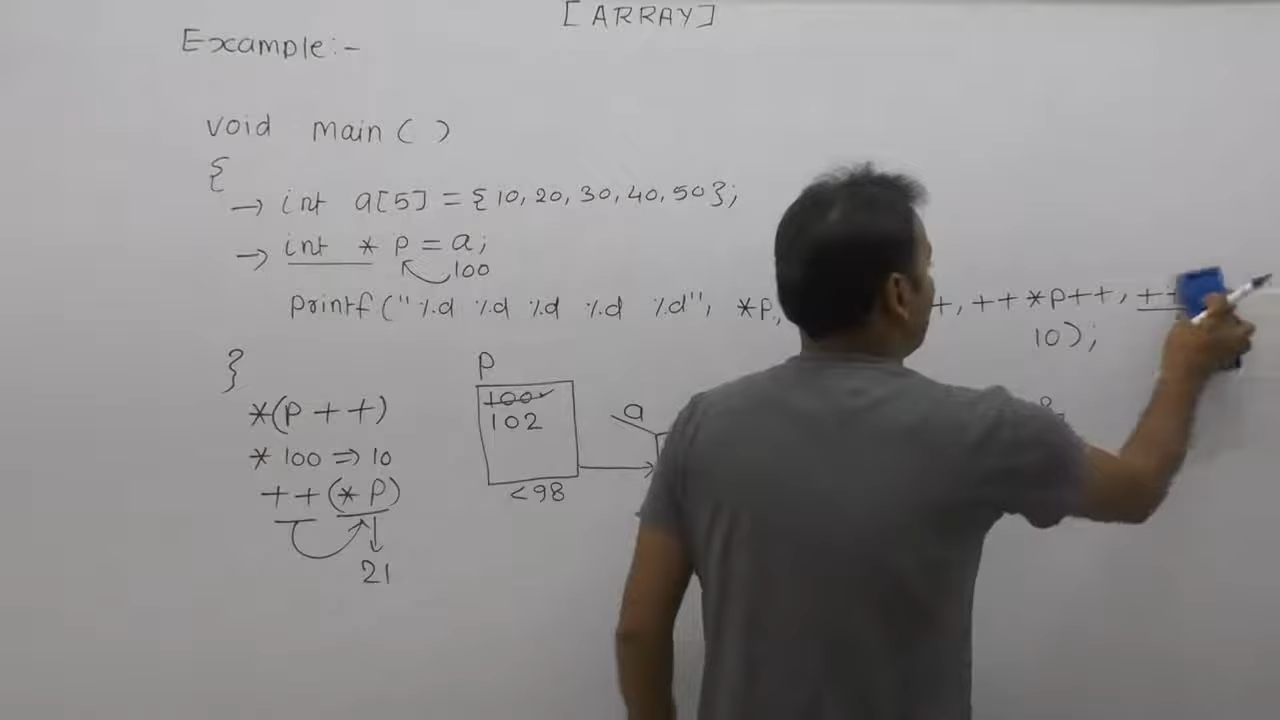 [ARRAY]
Example:-
void main( )
{
→ int a[5] = {10, 20, 30, 40, 50};
→ int * p = a;
100
printf("%d %d %d %d %d", *p, +, ++*p++, ++
10);
}
*(p++)
* 100 ⇒ 10
++(*p)
21
p
100
102
<98
a